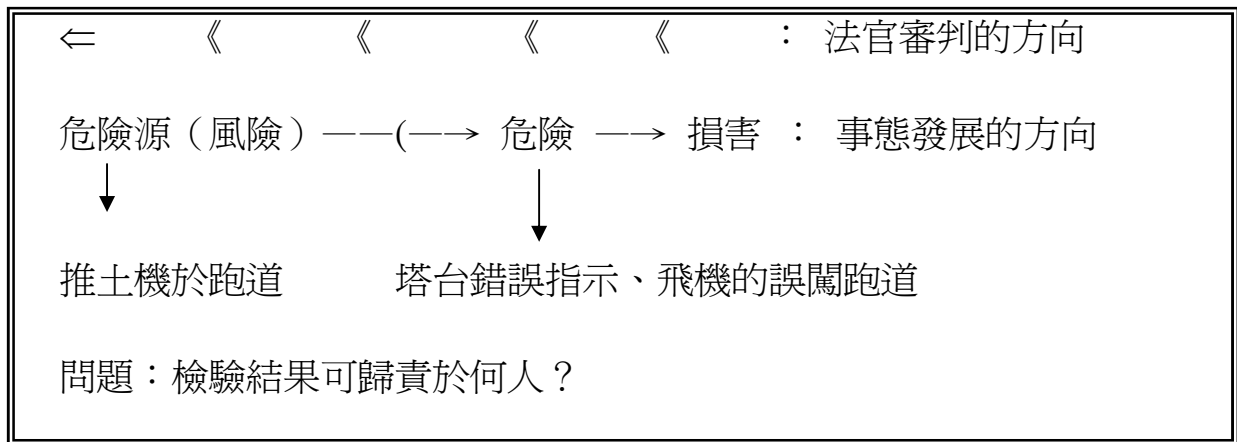 ⇐ 《 《 《 《 ： 法官審判的方向
危險源（風險）——(—→ 危險 —→ 損害 ： 事態發展的方向
推土機於跑道 塔台錯誤指示、飛機的誤闖跑道
問題：檢驗結果可歸責於何人？